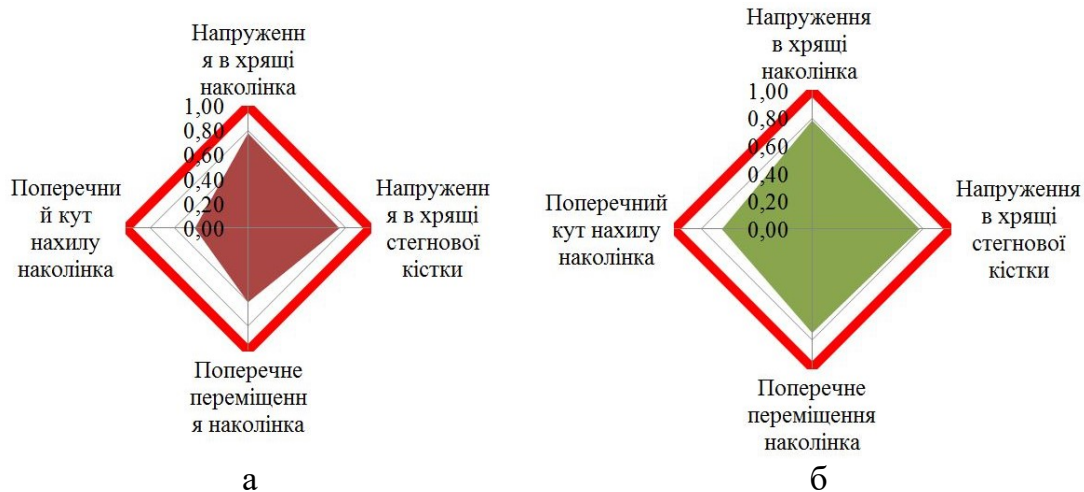 Напруженн
я в хрящі
наколінка
1,00
0,80
0,60
0,40
0,20
0,00
Поперечни
й кут
нахилу
наколінка
Напруженн
я в хрящі
стегнової
кістки
Поперечне
переміщенн
я наколінка
а
Напруження
в хрящі
наколінка
1,00
0,80
0,60
0,40
0,20
0,00
Поперечний
кут нахилу
наколінка
Напруження
в хрящі
стегнової
кістки
Поперечне
переміщення
наколінка
б